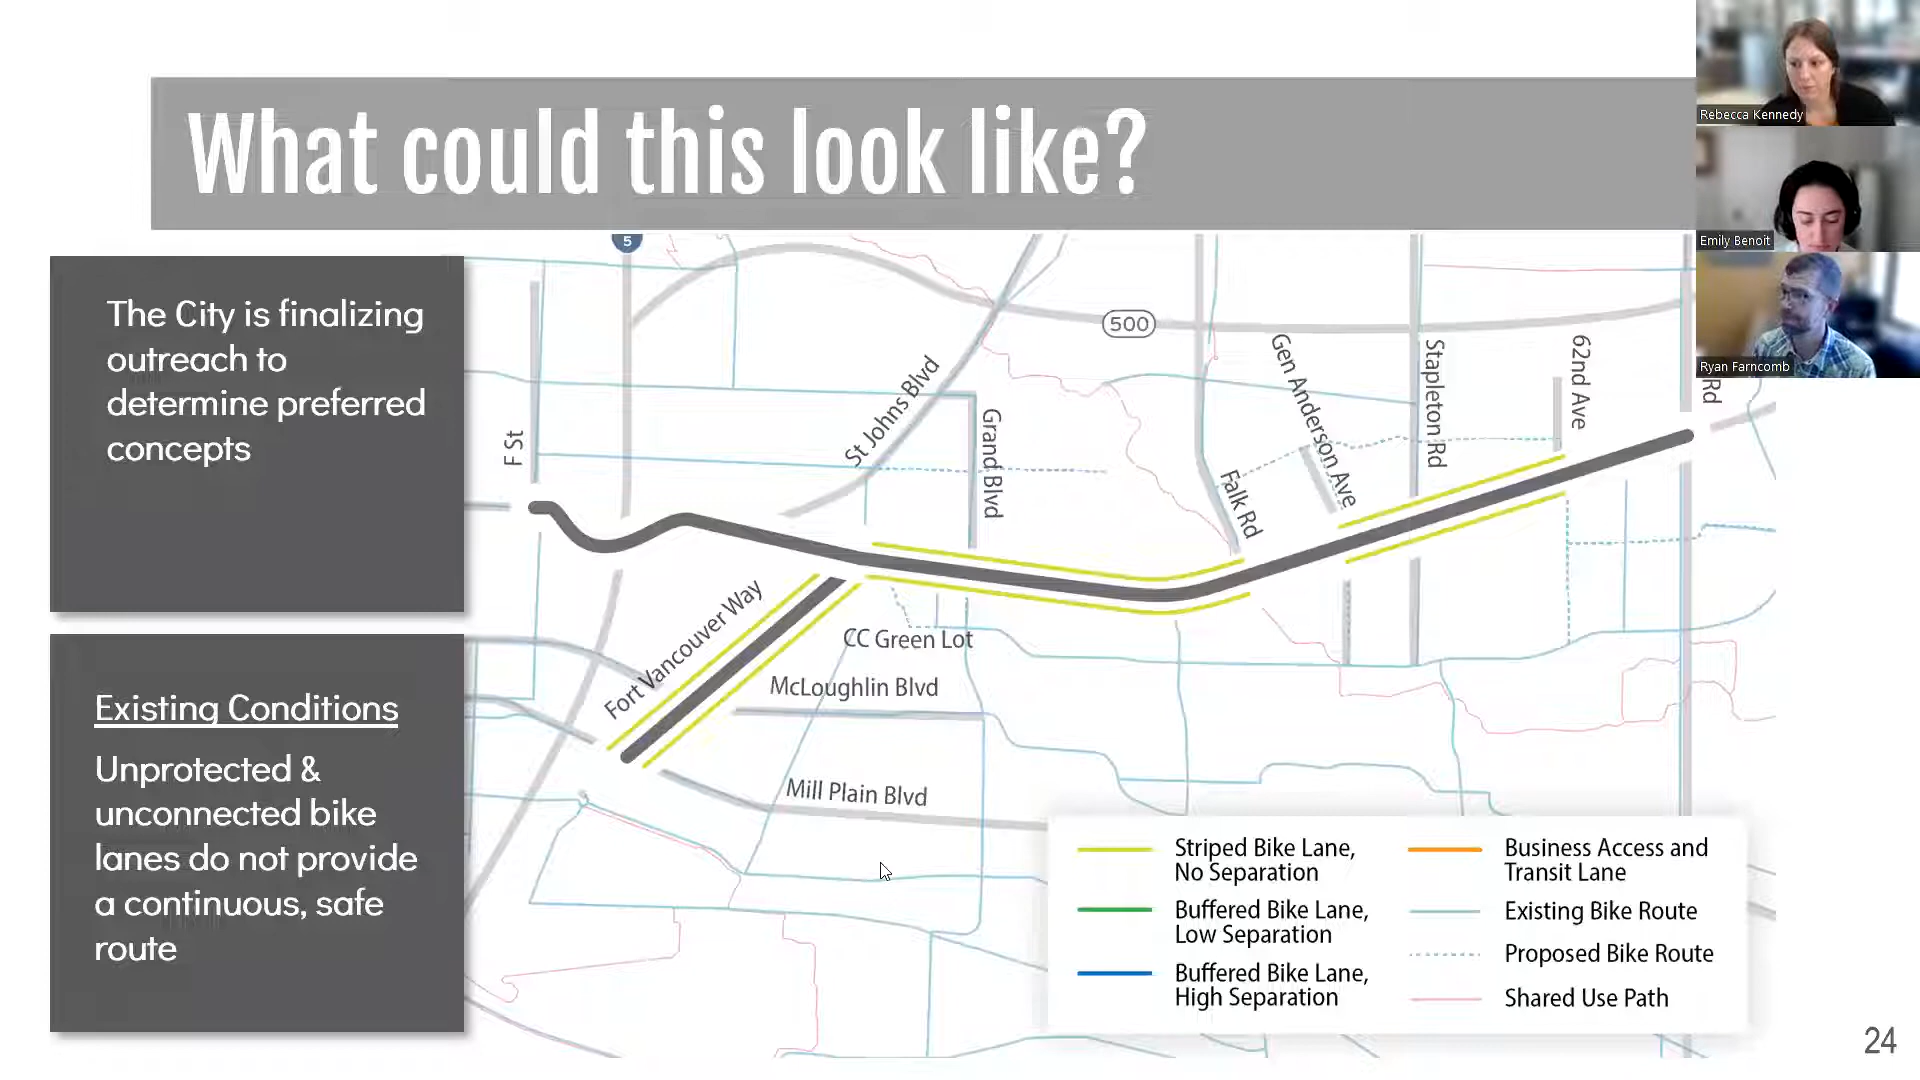 What could this look like?
The City is finalizing
outreach to
determine preferred
concepts
Existing Conditions
Unprotected &
unconnected bike
lanes do not provide
a continuous, safe
route
5
500
F St
St Johns Blvd
Grand Blvd
Falk Rd
Gen Anderson Ave
Stapleton Rd
62nd Ave
Rd
Fort Vancouver Way
CC Green Lot
McLoughlin Blvd
Mill Plain Blvd
Striped Bike Lane,
No Separation
Buffered Bike Lane,
Low Separation
Buffered Bike Lane,
High Separation
Business Access and
Transit Lane
Existing Bike Route
Proposed Bike Route
Shared Use Path
Rebecca Kennedy
Emily Benoit
Ryan Farncomb
24